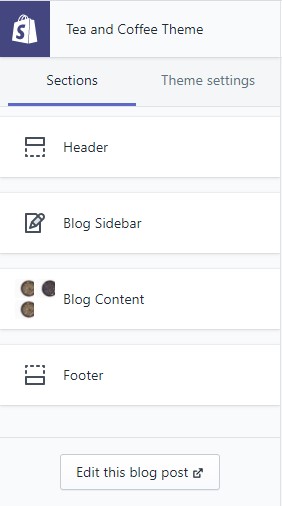 Tea and Coffee Theme
Sections Theme settings
Header
Blog Sidebar
Blog Content
Footer
Edit this blog post